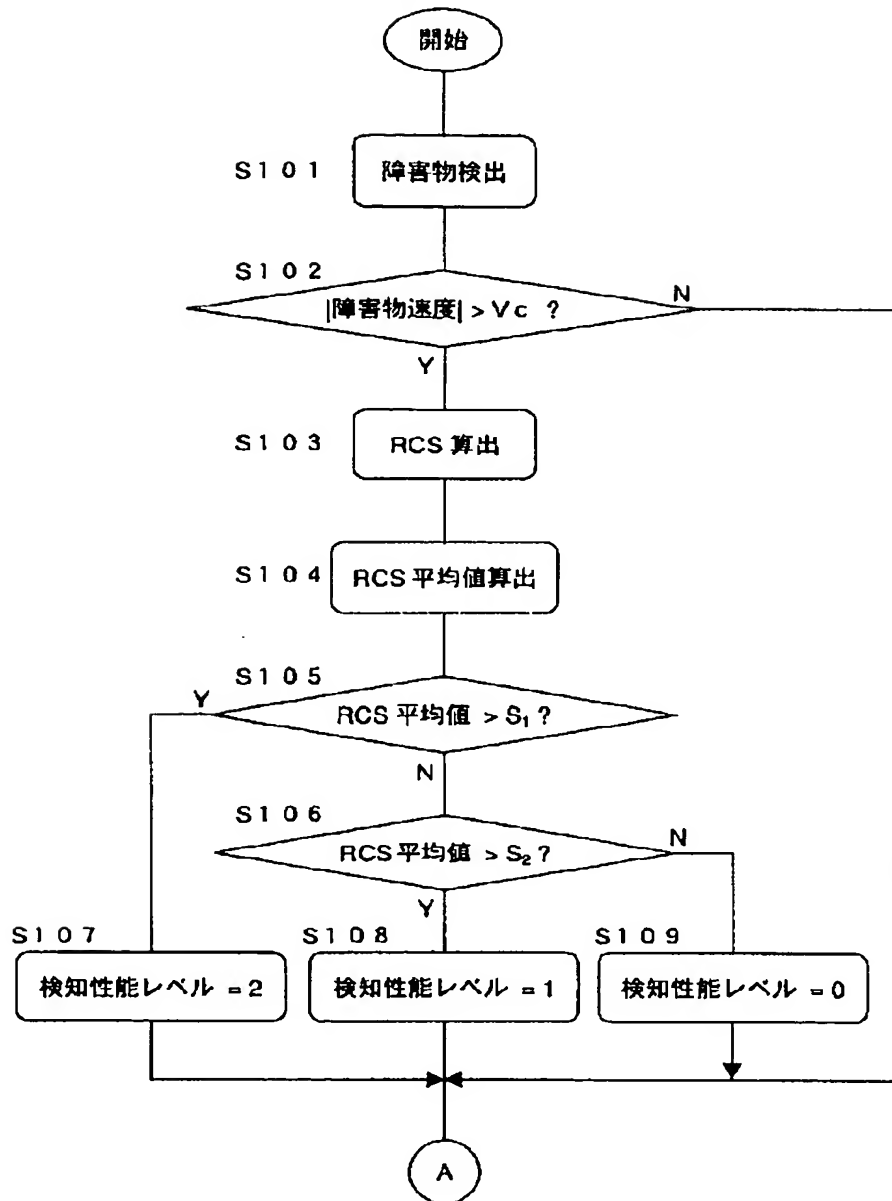 開始
S101
障害物検出
S102
|障害物速度| > Vc ?
N
Y
S103
RCS 算出
S104
RCS 平均値算出
S105
Y
RCS 平均値 > S₁ ?
N
S106
N
RCS 平均値 > S₂ ?
Y
S107
S108
S109
検知性能レベル = 2
検知性能レベル = 1
検知性能レベル = 0
A